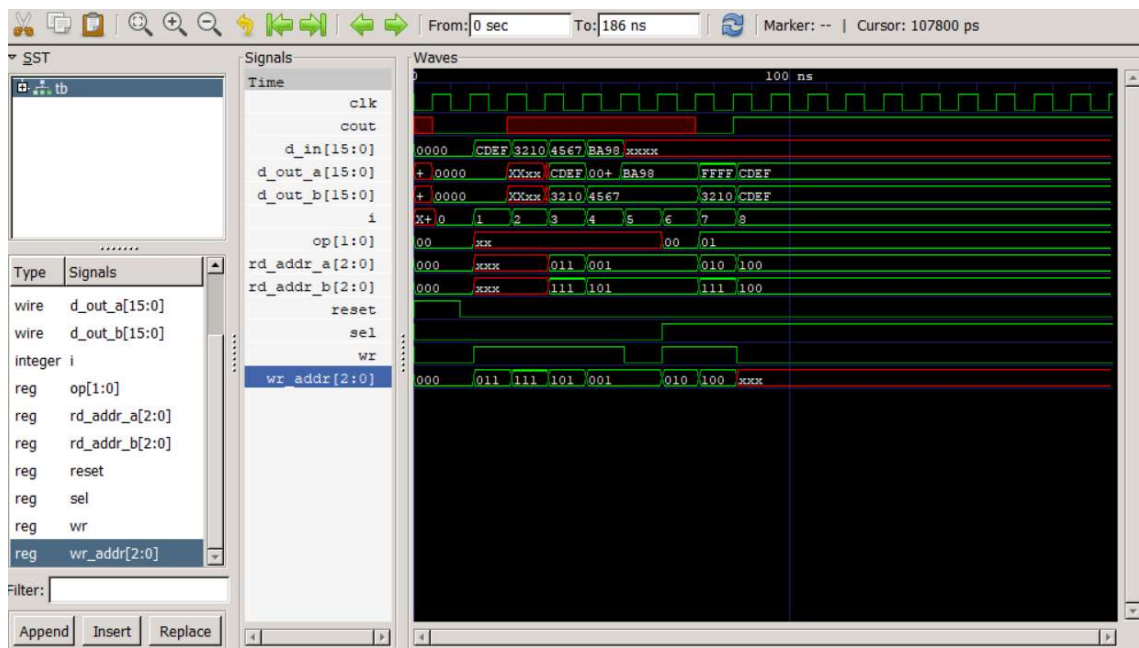 From: 0 sec To: 186 ns Marker: -- | Cursor: 107800 ps
SST
tb
Type Signals
wire d_out_a[15:0]
wire d_out_b[15:0]
integer i
reg op[1:0]
reg rd_addr_a[2:0]
reg rd_addr_b[2:0]
reg reset
reg sel
reg wr
reg wr_addr[2:0]
Filter:
Append Insert Replace
Signals
Time
clk
cout
d_in[15:0]
d_out_a[15:0]
d_out_b[15:0]
i
op[1:0]
rd_addr_a[2:0]
rd_addr_b[2:0]
reset
sel
wr
wr_addr[2:0]
Waves
0 100 ns
0000 CDEF 3210 4567 BA98 xxxx
+ 0000 XXxx CDEF 00+ BA98 FFFF CDEF
+ 0000 XXxx 3210 4567 3210 CDEF
X+ 0 1 2 3 4 5 6 7 8
00 xx 00 01
000 xxx 011 001 010 100
000 xxx 111 101 111 100
000 011 111 101 001 010 100 xxx